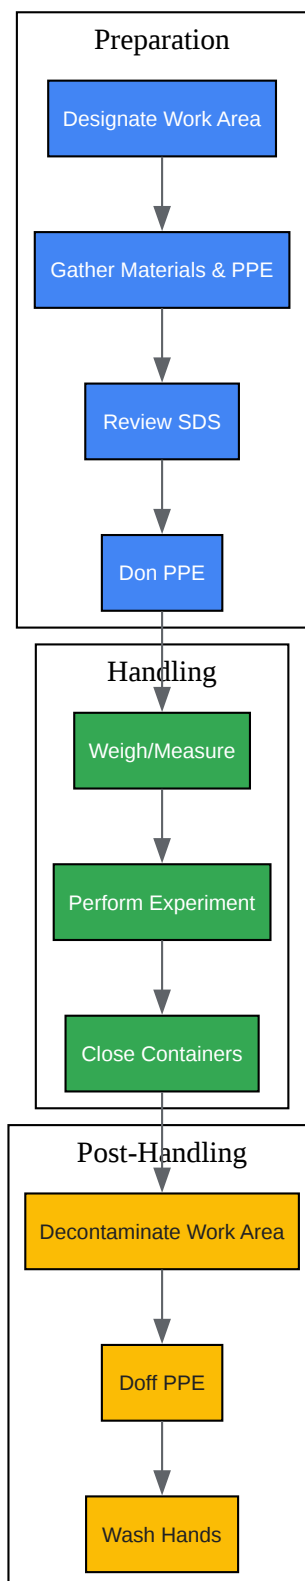 Preparation
Designate Work Area
Gather Materials & PPE
Review SDS
Don PPE
Handling
Weigh/Measure
Perform Experiment
Close Containers
Post-Handling
Decontaminate Work Area
Doff PPE
Wash Hands